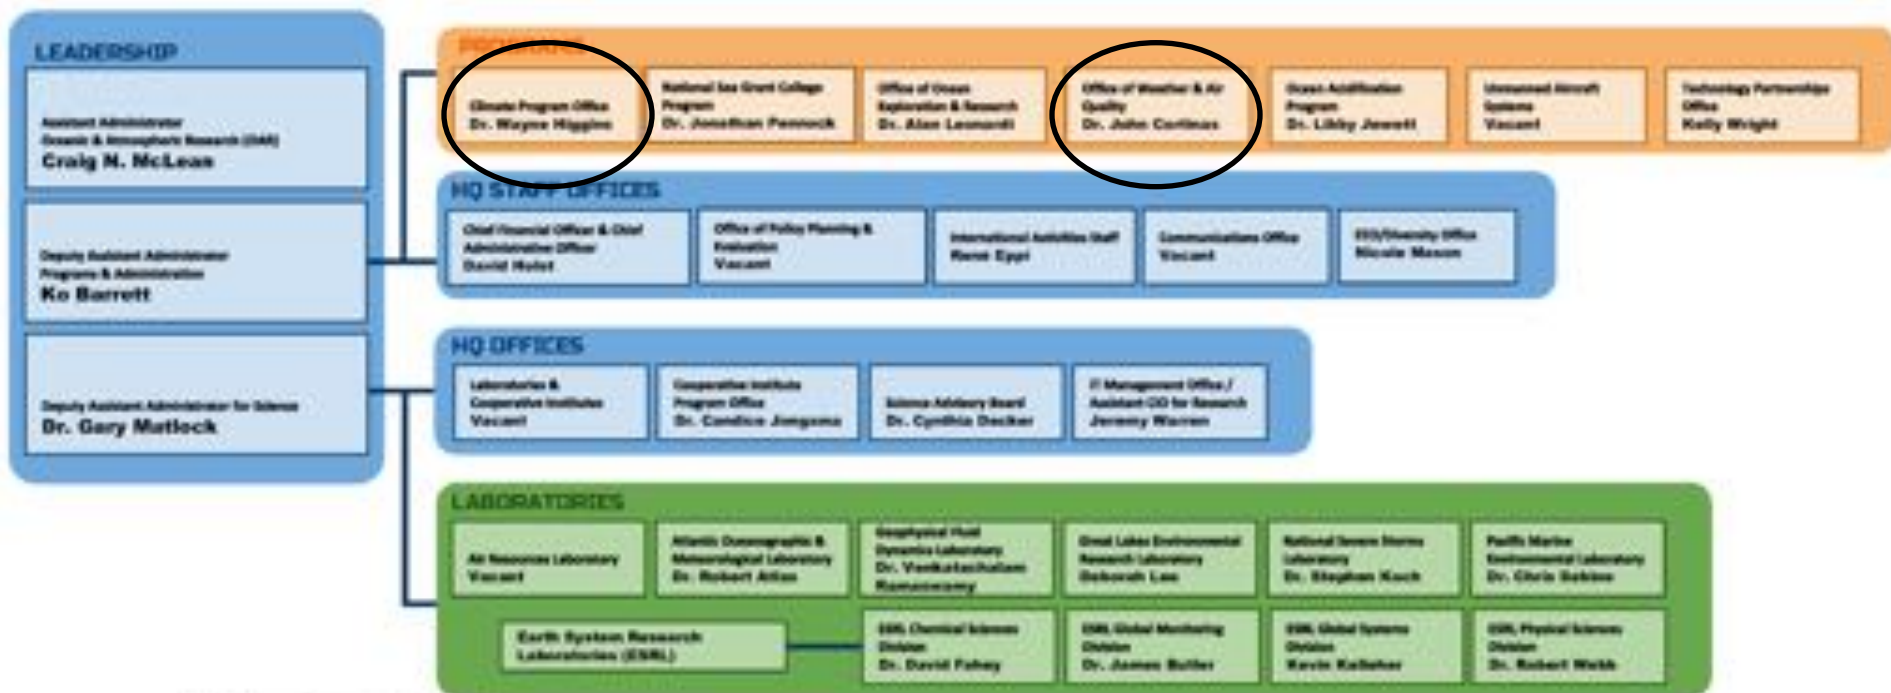 LEADERSHIP
Assistant Administrator
Oceanic & Atmospheric Research (OAR)
Craig N. McLean
Deputy Assistant Administrator
Programs & Administration
Ko Barrett
Deputy Assistant Administrator for Science
Dr. Gary Matlock
PROGRAMS
Climate Program Office
Dr. Wayne Higgins
National Sea Grant College
Program
Dr. Jonathan Pennock
Office of Ocean
Exploration & Research
Dr. Alan Leonardi
Office of Weather & Air
Quality
Dr. John Cortinas
Ocean Acidification
Program
Dr. Libby Jewett
Unmanned Aircraft
Systems
Vacant
Technology Partnerships
Office
Kelly Wright
HQ STAFF OFFICES
Chief Financial Officer & Chief
Administrative Officer
David Holst
Office of Policy Planning &
Evaluation
Vacant
International Activities Staff
Rene Eppi
Communications Office
Vacant
EEO/Diversity Office
Nicole Mason
HQ OFFICES
Laboratories &
Cooperative Institutes
Vacant
Cooperative Institute
Program Office
Dr. Candice Jongsma
Science Advisory Board
Dr. Cynthia Decker
IT Management Office /
Assistant CIO for Research
Jeremy Warren
LABORATORIES
Air Resources Laboratory
Vacant
Atlantic Oceanographic &
Meteorological Laboratory
Dr. Robert Atlas
Geophysical Fluid
Dynamics Laboratory
Dr. Venkatachalam
Ramaswamy
Great Lakes Environmental
Research Laboratory
Deborah Lee
National Severe Storms
Laboratory
Dr. Stephen Koch
Pacific Marine
Environmental Laboratory
Dr. Chris Sabine
Earth System Research
Laboratories (ESRL)
ESRL Chemical Sciences
Division
Dr. David Fahey
ESRL Global Monitoring
Division
Dr. James Butler
ESRL Global Systems
Division
Kevin Kelleher
ESRL Physical Sciences
Division
Dr. Robert Webb